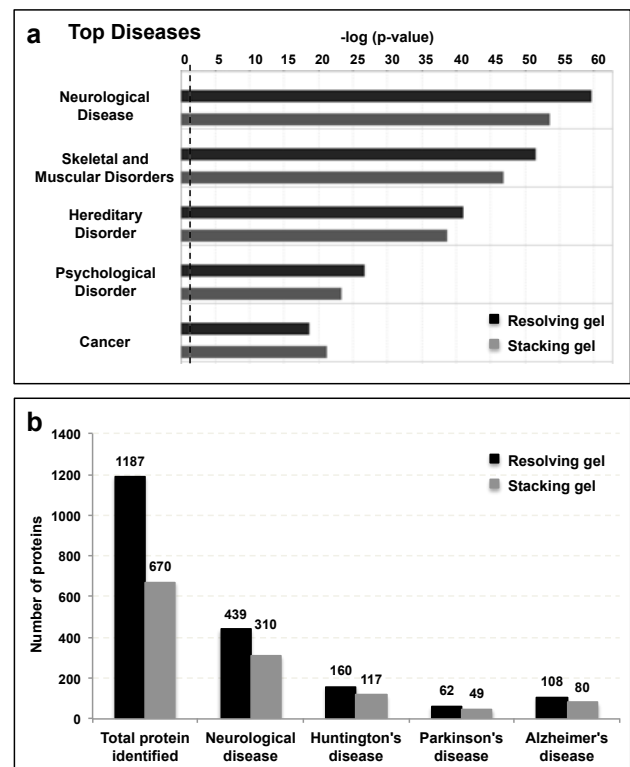 a Top Diseases
-log (p-value)
0 5 10 15 20 25 30 35 40 45 50 55 60
Neurological
Disease
Skeletal and
Muscular Disorders
Hereditary
Disorder
Psychological
Disorder
Cancer
Resolving gel
Stacking gel
b
Number of proteins
1400
1200
1000
800
600
400
200
0
1187
670
439
310
160
117
62
49
108
80
Resolving gel
Stacking gel
Total protein
identified
Neurological
disease
Huntington's
disease
Parkinson's
disease
Alzheimer's
disease